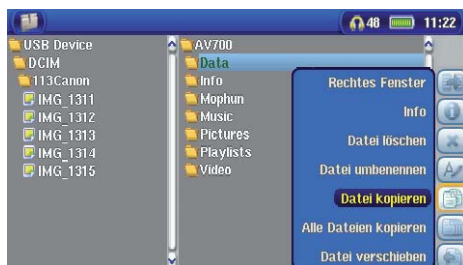 48 11:22
USB Device
DCIM
113Canon
IMG_1311
IMG_1312
IMG_1313
IMG_1314
IMG_1315
AV700
Data
Info
Mophun
Music
Pictures
Playlists
Video
Rechtes Fenster
Info
Datei löschen
Datei umbenennen
Datei kopieren
Alle Dateien kopieren
Datei verschieben